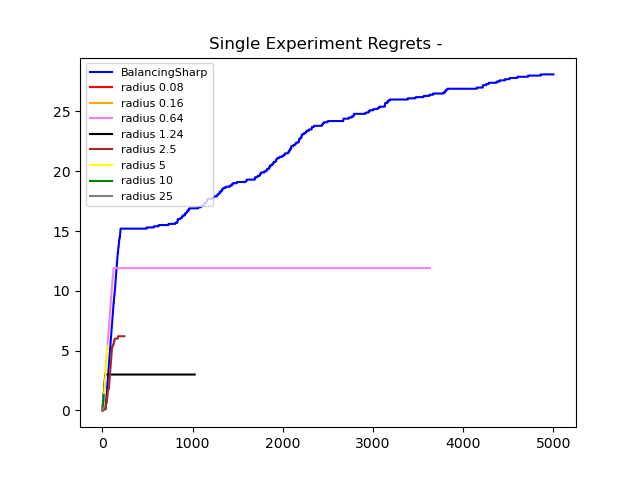 Single Experiment Regrets -
BalancingSharp
radius 0.08
radius 0.16
radius 0.64
radius 1.24
radius 2.5
radius 5
radius 10
radius 25
25
20
15
10
5
0
0 1000 2000 3000 4000 5000